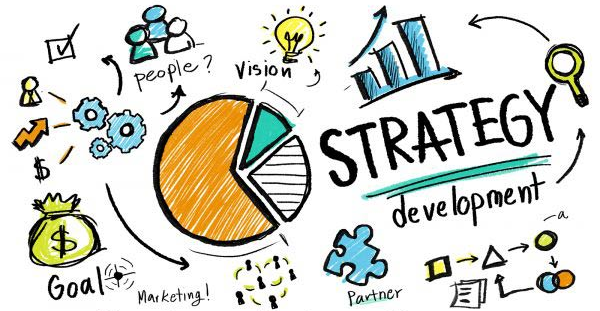 people?
Vision
STRATEGY
development
$
$
Goal
Marketing!
Partner
a